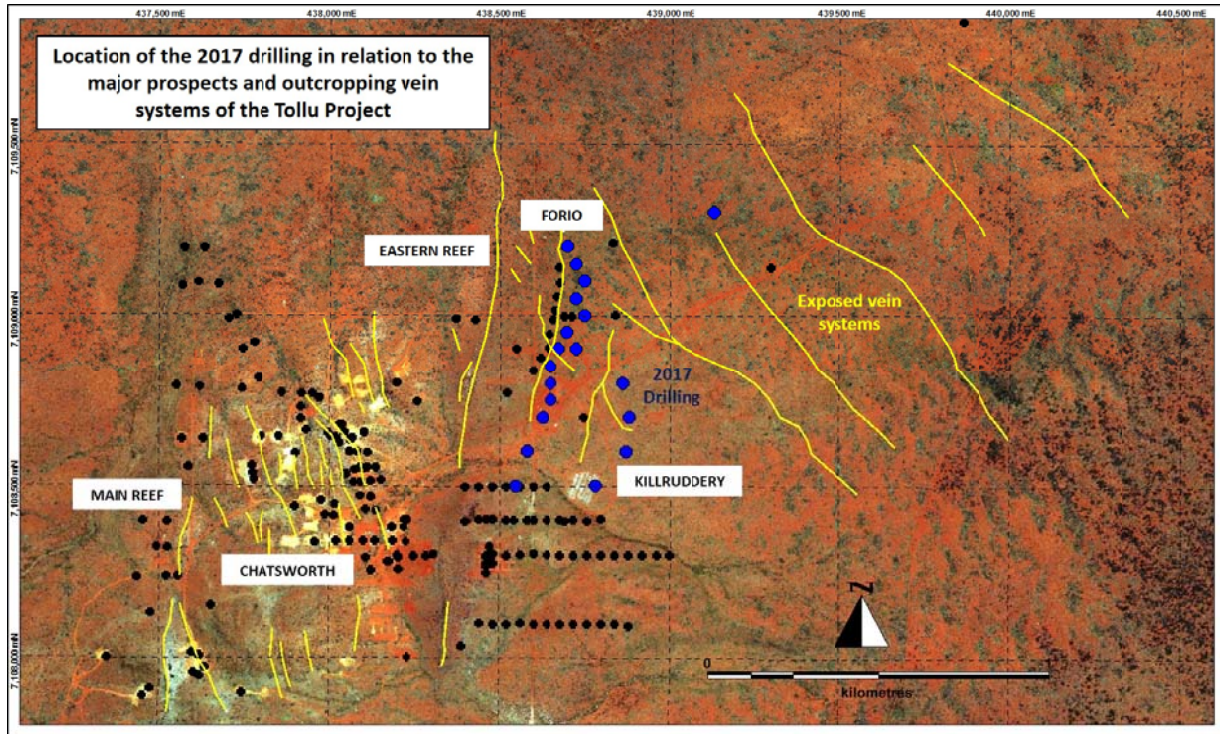 437,500 mE
438,000 mE
438,500 mE
439,000 mE
439,500 mE
440,000 mE
440,500 mE
Location of the 2017 drilling in relation to the
major prospects and outcropping vein
systems of the Tollu Project
7,109,500 mN
FORIO
EASTERN REEF
7,109,000 mN
Exposed vein
systems
2017
Drilling
7,108,500 mN
MAIN REEF
KILLRUDDERY
CHATSWORTH
N
7,108,000 mN
0
1
kilometres